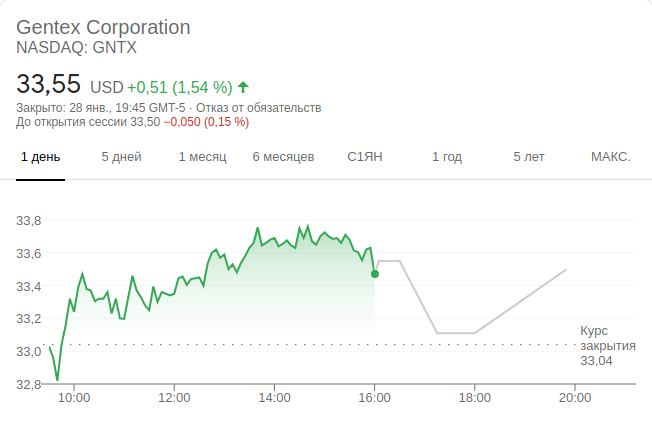 Gentex Corporation
NASDAQ: GNTX
33,55 USD +0,51 (1,54 %)
Закрыто: 28 янв., 19:45 GMT-5 · Отказ от обязательств
До открытия сессии 33,50 −0,050 (0,15 %)
1 день 5 дней 1 месяц 6 месяцев С1ЯН 1 год 5 лет МАКС.
33,8
33,6
33,4
33,2
33,0
32,8
Курс
закрытия
33,04
10:00 12:00 14:00 16:00 18:00 20:00